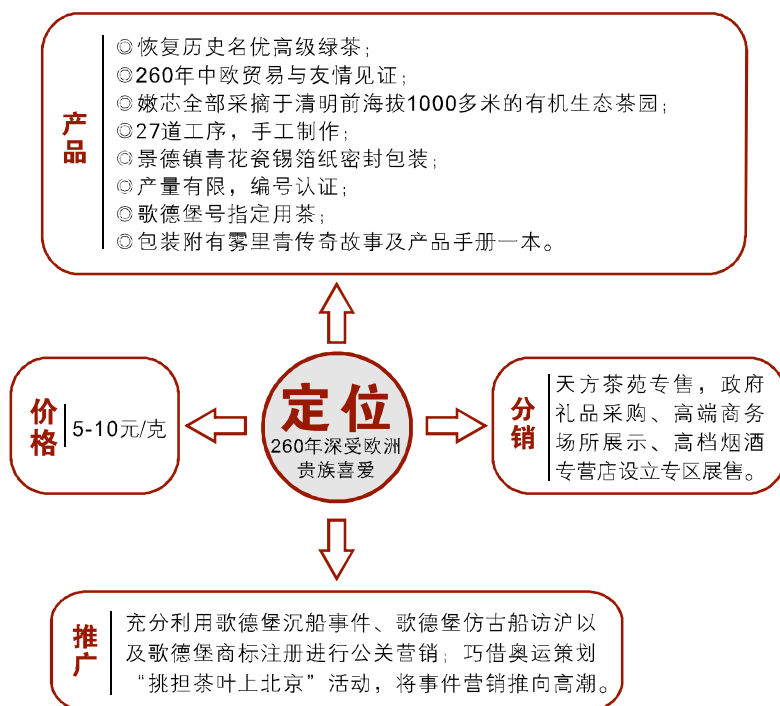 产品
◎恢复历史名优高级绿茶；
◎260年中欧贸易与友情见证；
◎嫩芯全部采摘于清明前海拔1000多米的有机生态茶园；
◎27道工序，手工制作；
◎景德镇青花瓷锡箔纸密封包装；
◎产量有限，编号认证；
◎歌德堡号指定用茶；
◎包装附有雾里青传奇故事及产品手册一本。
价格
5-10元/克
定位
260年深受欧洲
贵族喜爱
分销
天方茶苑专售，政府
礼品采购、高端商务
场所展示、高档烟酒
专营店设立专区展售。
推广
充分利用歌德堡沉船事件、歌德堡仿古船访沪以
及歌德堡商标注册进行公关营销；巧借奥运策划
“挑担茶叶上北京”活动，将事件营销推向高潮。